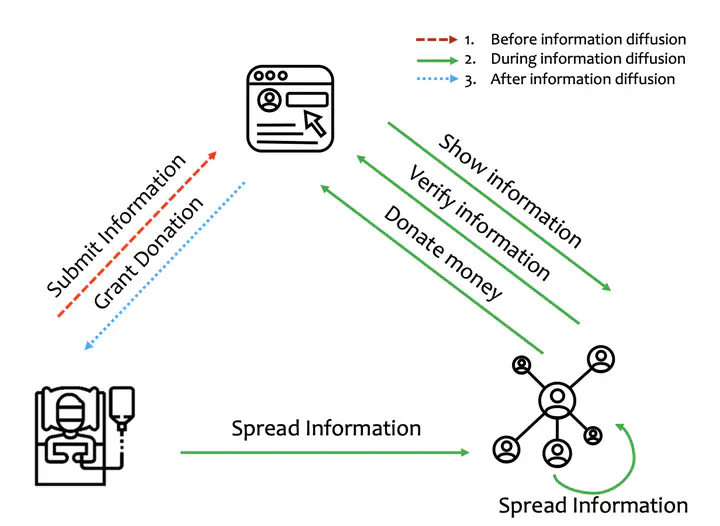 1. Before information diffusion
2. During information diffusion
3. After information diffusion
Submit Information
Grant Donation
Show information
Verify information
Donate money
Spread Information
Spread Information